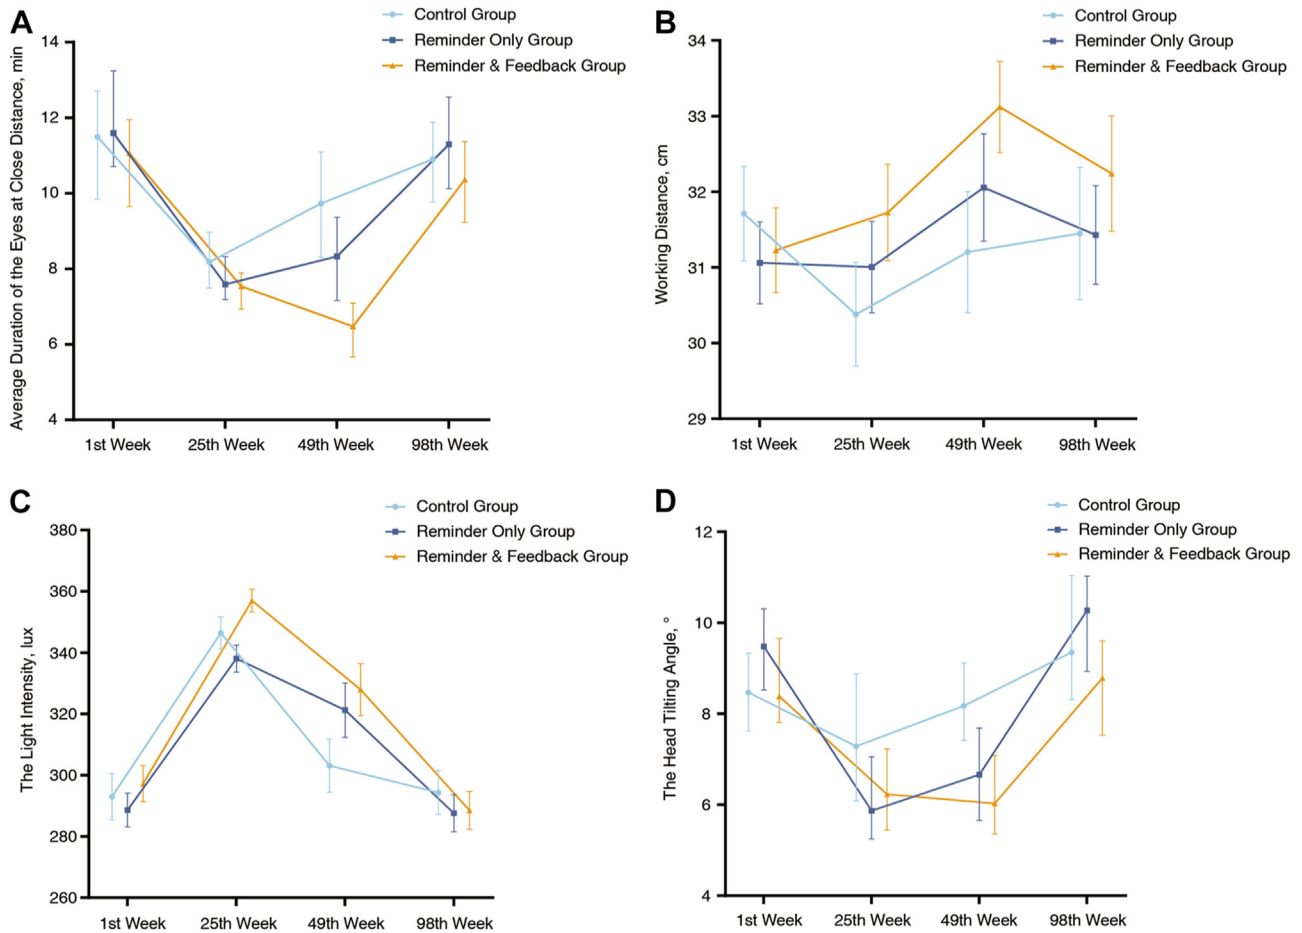 A
Control Group
Reminder Only Group
Reminder & Feedback Group
Average Duration of the Eyes at Close Distance, min
14
12
10
8
6
4
1st Week 25th Week 49th Week 98th Week
B
Control Group
Reminder Only Group
Reminder & Feedback Group
Working Distance, cm
34
33
32
31
30
29
1st Week 25th Week 49th Week 98th Week
C
Control Group
Reminder Only Group
Reminder & Feedback Group
The Light Intensity, lux
380
360
340
320
300
280
260
1st Week 25th Week 49th Week 98th Week
D
Control Group
Reminder Only Group
Reminder & Feedback Group
The Head Tilting Angle, °
12
10
8
6
4
1st Week 25th Week 49th Week 98th Week